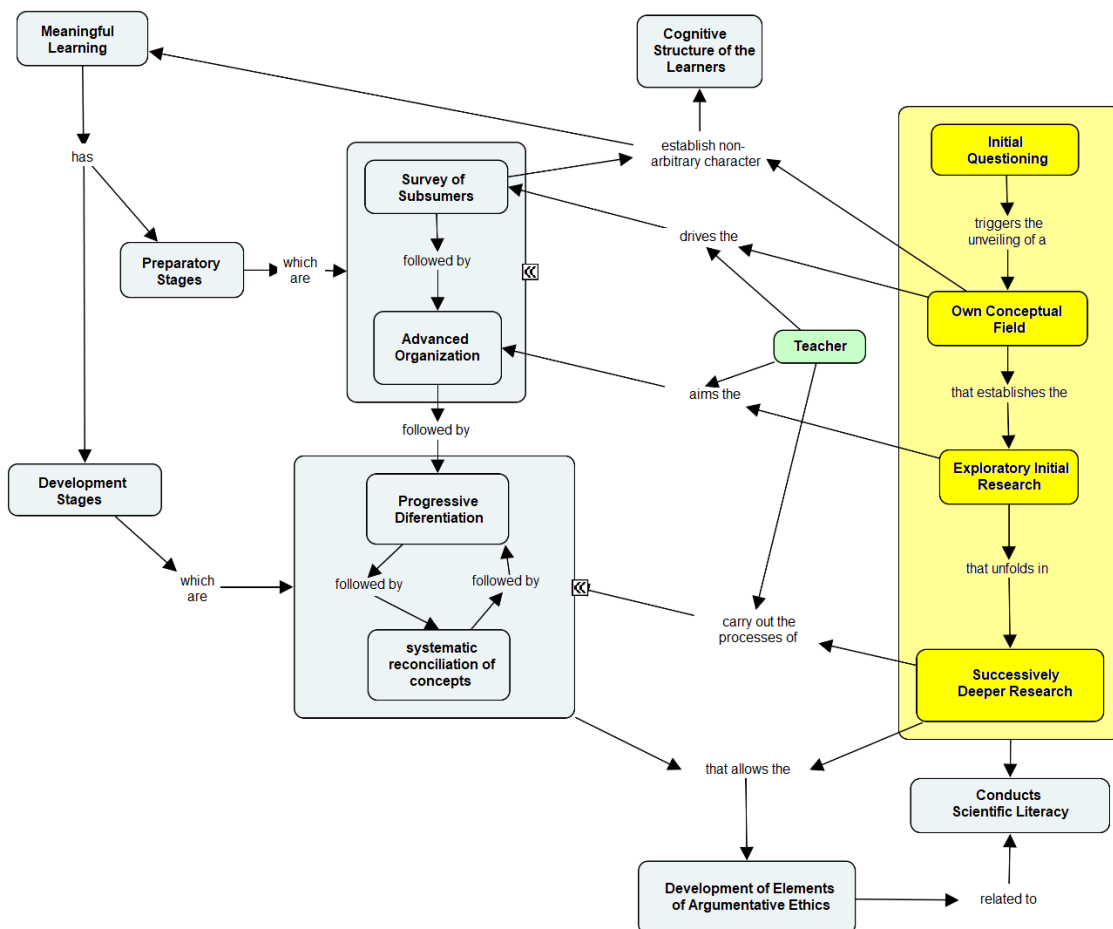 Meaningful
Learning
Cognitive
Structure of the
Learners
has
establish non-
arbitrary character
Initial
Questioning
Survey of
Subsumers
triggers the
unveiling of a
drives the
Preparatory
Stages
which
are
followed by
Own Conceptual
Field
Advanced
Organization
Teacher
aims the
that establishes the
followed by
Development
Stages
Exploratory Initial
Research
Progressive
Diferentiation
which
are
followed by
followed by
that unfolds in
carry out the
processes of
systematic
reconciliation of
concepts
Successively
Deeper Research
that allows the
Conducts
Scientific Literacy
Development of Elements
of Argumentative Ethics
related to